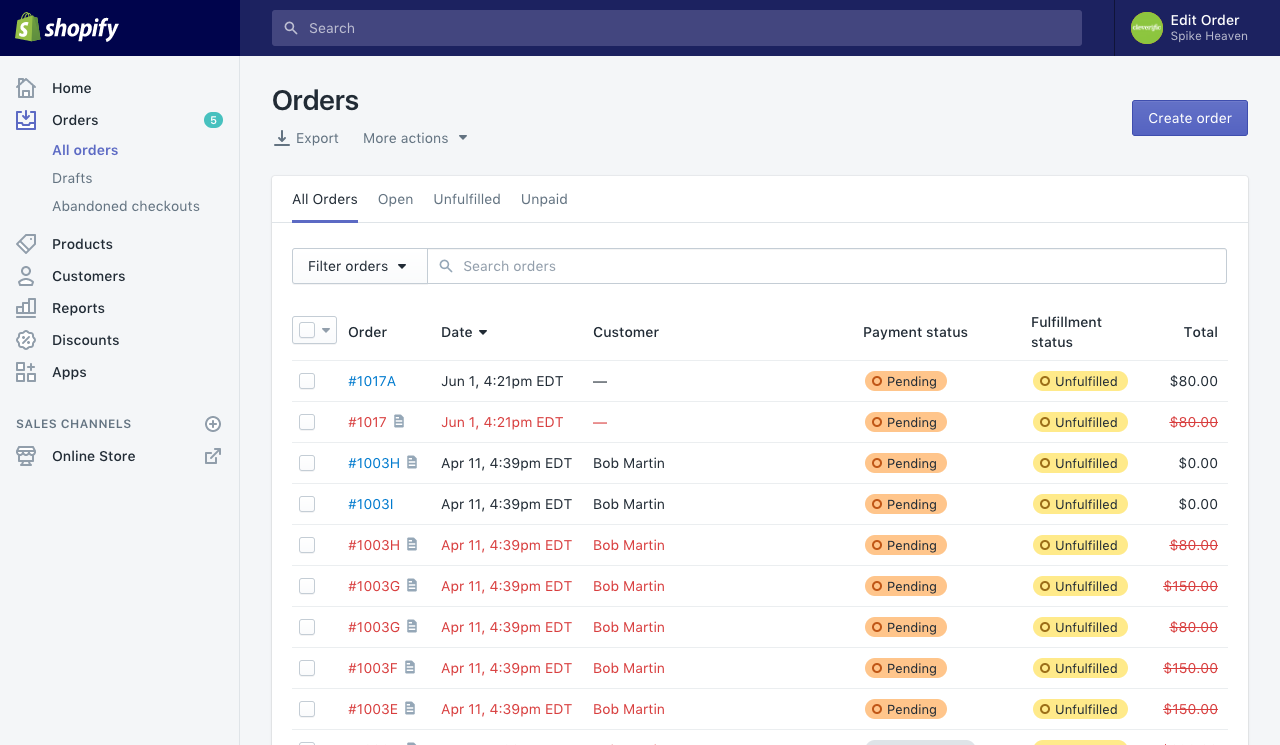 shopify
Search
Edit Order
Spike Heaven
Home
Orders 5
All orders
Drafts
Abandoned checkouts
Products
Customers
Reports
Discounts
Apps
SALES CHANNELS
Online Store
Orders
Export More actions
Create order
All Orders Open Unfulfilled Unpaid
Filter orders Search orders
Order Date Customer Payment status Fulfillment status Total
#1017A Jun 1, 4:21pm EDT — Pending Unfulfilled $80.00
#1017 Jun 1, 4:21pm EDT — Pending Unfulfilled $80.00
#1003H Apr 11, 4:39pm EDT Bob Martin Pending Unfulfilled $0.00
#1003I Apr 11, 4:39pm EDT Bob Martin Pending Unfulfilled $0.00
#1003H Apr 11, 4:39pm EDT Bob Martin Pending Unfulfilled $80.00
#1003G Apr 11, 4:39pm EDT Bob Martin Pending Unfulfilled $150.00
#1003G Apr 11, 4:39pm EDT Bob Martin Pending Unfulfilled $80.00
#1003F Apr 11, 4:39pm EDT Bob Martin Pending Unfulfilled $150.00
#1003E Apr 11, 4:39pm EDT Bob Martin Pending Unfulfilled $150.00